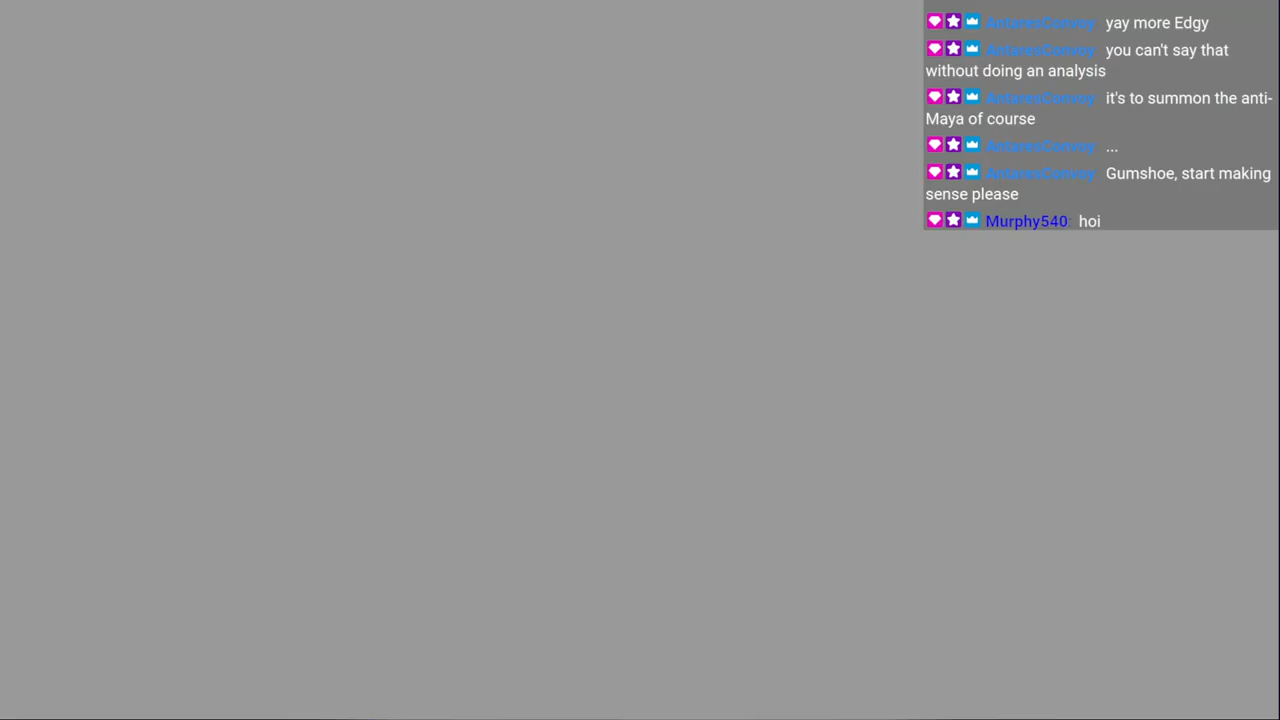 AntaresConvoy: yay more Edgy
AntaresConvoy: you can't say that
without doing an analysis
AntaresConvoy: it's to summon the anti-
Maya of course
AntaresConvoy: ...
AntaresConvoy: Gumshoe, start making
sense please
Murphy540: hoi